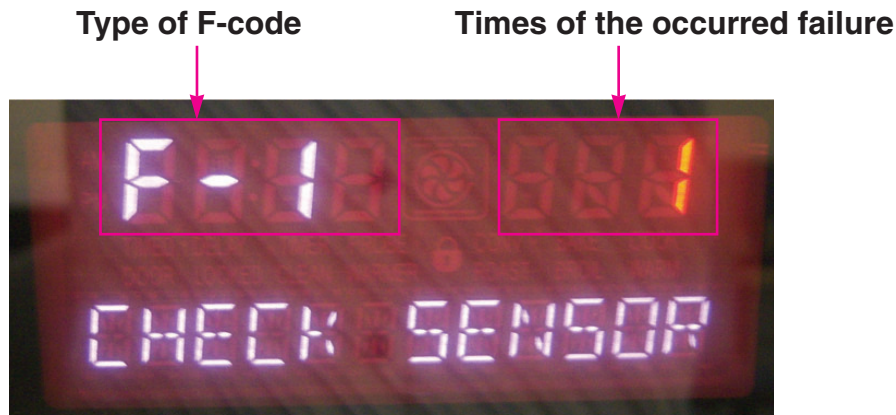 Type of F-code Times of the occurred failure
F-1 1
CHECK SENSOR